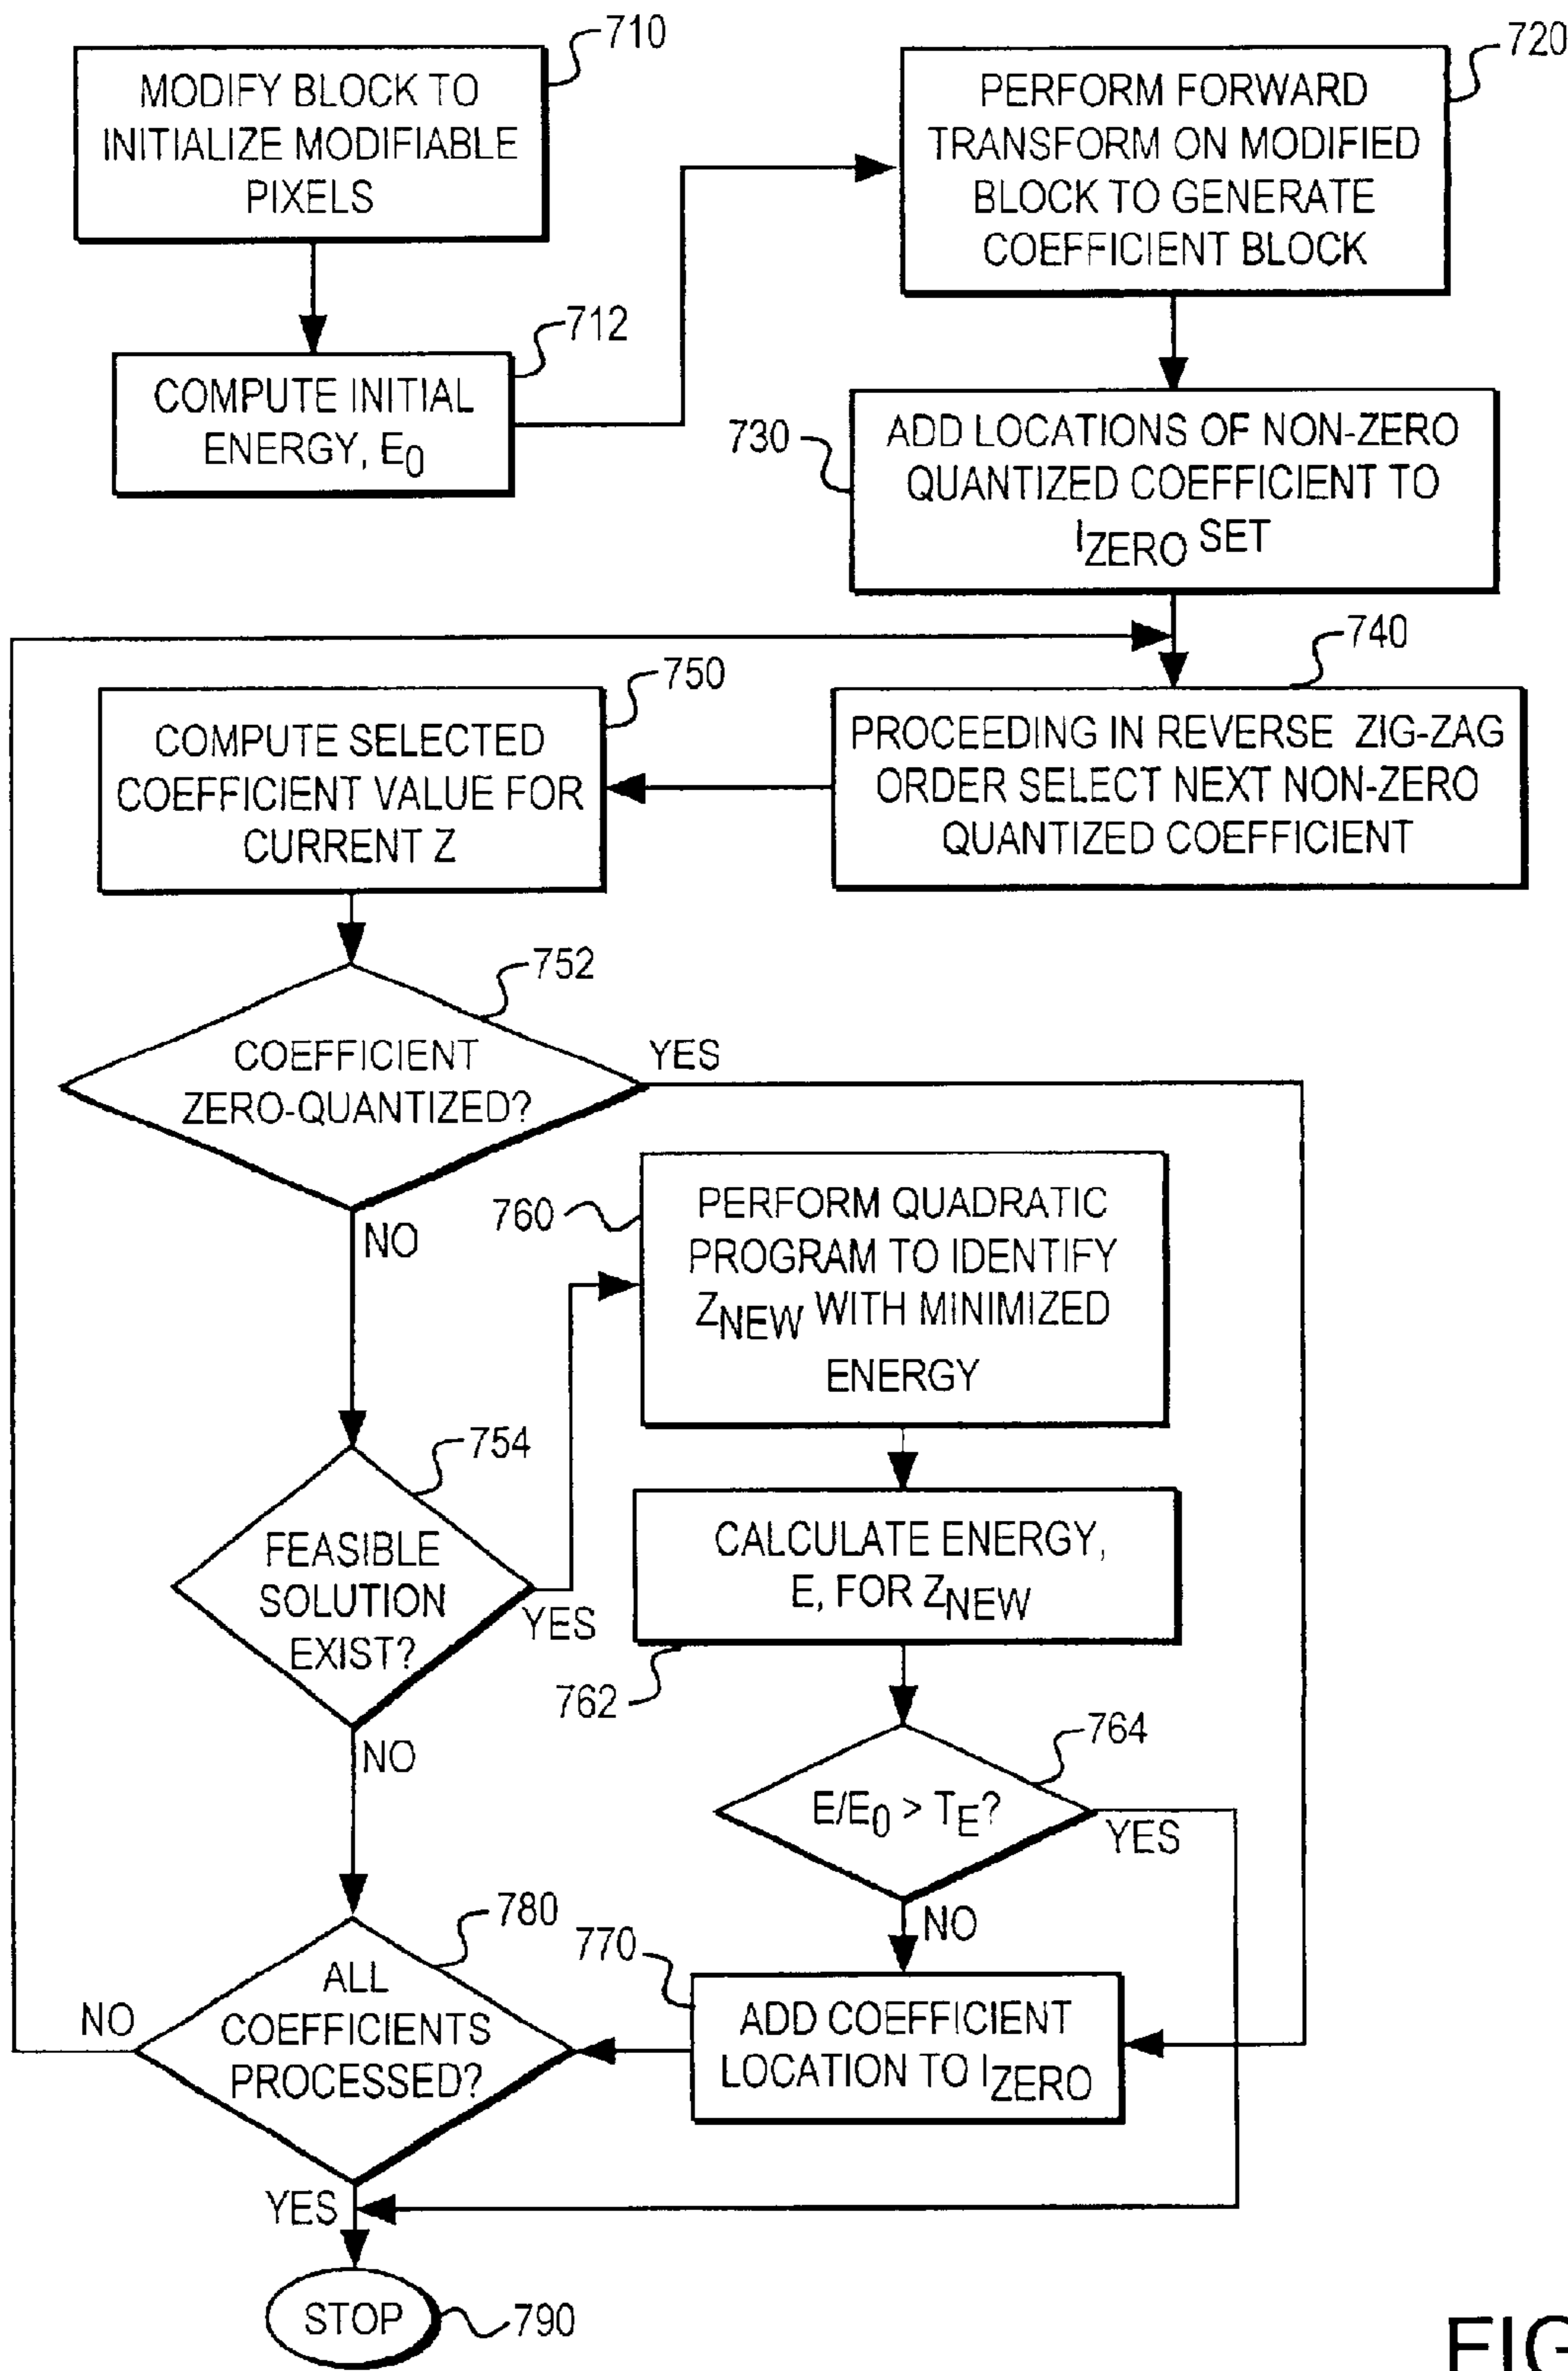 710
MODIFY BLOCK TO
INITIALIZE MODIFIABLE
PIXELS
712
COMPUTE INITIAL
ENERGY, E0
720
PERFORM FORWARD
TRANSFORM ON MODIFIED
BLOCK TO GENERATE
COEFFICIENT BLOCK
730
ADD LOCATIONS OF NON-ZERO
QUANTIZED COEFFICIENT TO
IZERO SET
740
PROCEEDING IN REVERSE ZIG-ZAG
ORDER SELECT NEXT NON-ZERO
QUANTIZED COEFFICIENT
750
COMPUTE SELECTED
COEFFICIENT VALUE FOR
CURRENT Z
752
COEFFICIENT
ZERO-QUANTIZED?
YES
NO
754
FEASIBLE
SOLUTION
EXIST?
YES
NO
760
PERFORM QUADRATIC
PROGRAM TO IDENTIFY
ZNEW WITH MINIMIZED
ENERGY
CALCULATE ENERGY,
E, FOR ZNEW
762
764
E/E0 > TE?
YES
NO
770
ADD COEFFICIENT
LOCATION TO IZERO
780
ALL
COEFFICIENTS
PROCESSED?
NO
YES
STOP
790
FIG